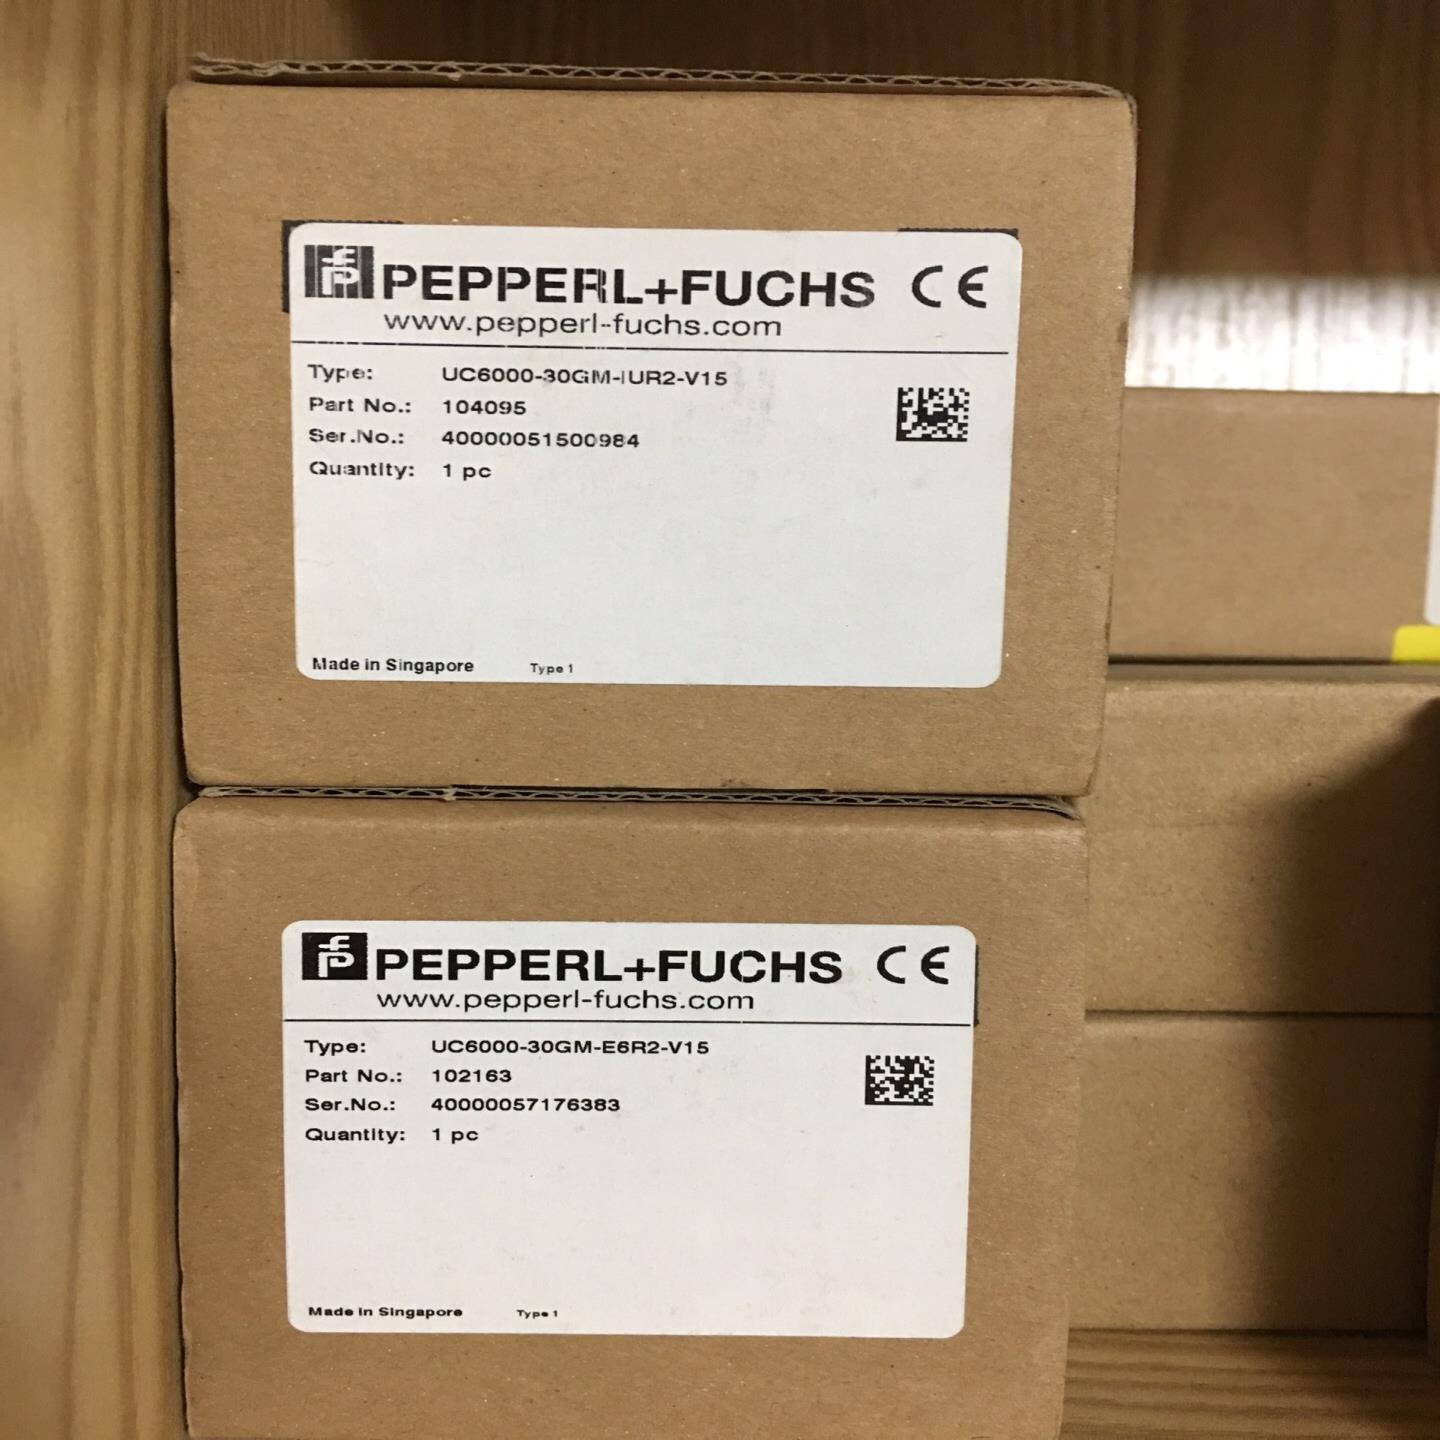 PEPPERL+FUCHS CE
www.pepperl-fuchs.com
Type: UC6000-30GM-IUR2-V15
Part No.: 104095
Ser.No.: 40000051500984
Quantity: 1 pc
Made in Singapore Type 1
PEPPERL+FUCHS CE
www.pepperl-fuchs.com
Type: UC6000-30GM-E6R2-V15
Part No.: 102163
Ser.No.: 40000057176383
Quantity: 1 pc
Made in Singapore Type 1